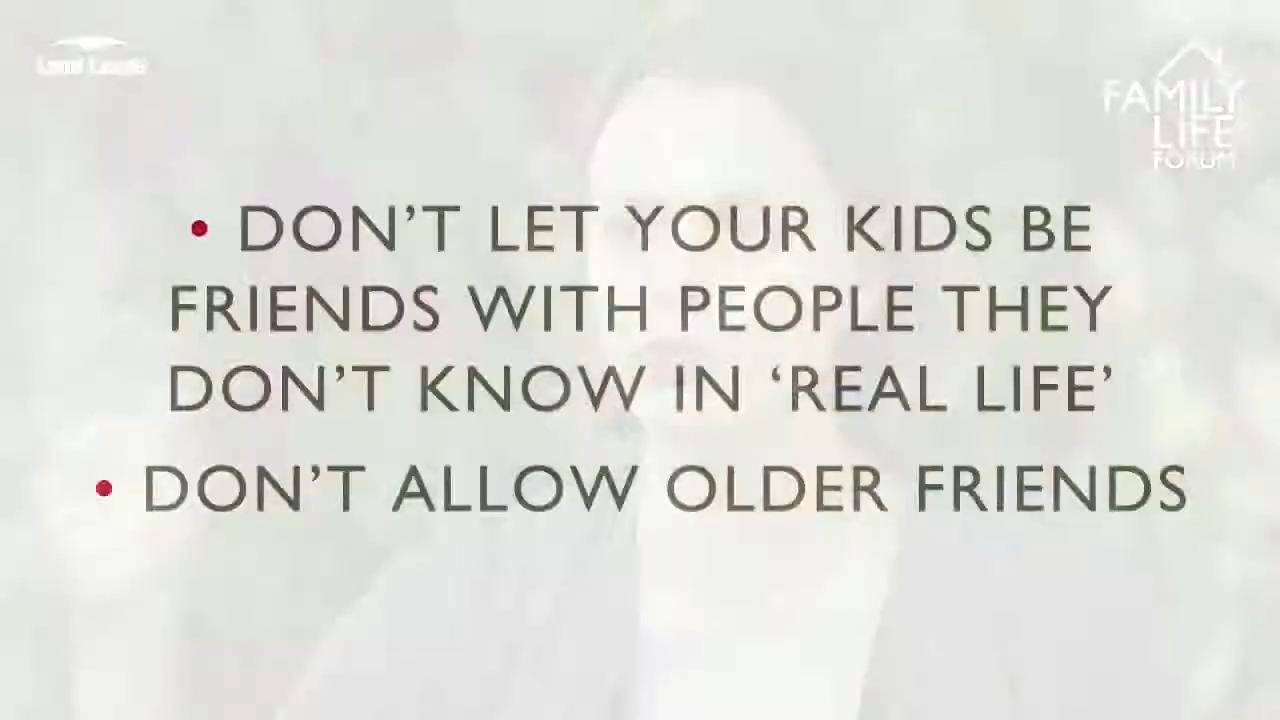 FAMILY
LIFE
FORUM
• DON’T LET YOUR KIDS BE
FRIENDS WITH PEOPLE THEY
DON’T KNOW IN ‘REAL LIFE’
• DON’T ALLOW OLDER FRIENDS